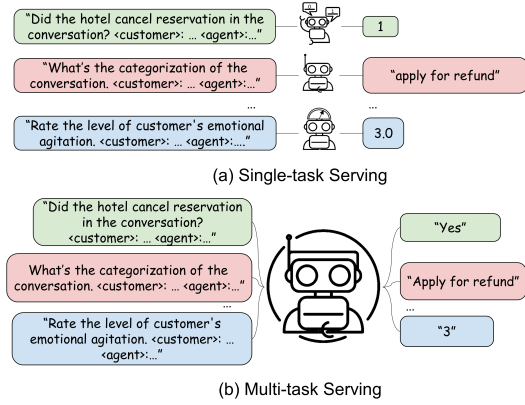 “Did the hotel cancel reservation in the
conversation? <customer>: ... <agent>:...”
1
“What's the categorization of the
conversation. <customer>: ... <agent>:...”
“apply for refund”
...
...
“Rate the level of customer's emotional
agitation. <customer>: ... <agent>:....”
3.0
(a) Single-task Serving
“Did the hotel cancel reservation
in the conversation?
<customer>: ... <agent>:...”
“Yes”
What's the categorization of the
conversation. <customer>: ... <agent>:...”
“Apply for refund”
...
...
“Rate the level of customer's
emotional agitation. <customer>: ...
<agent>:...”
“3”
(b) Multi-task Serving